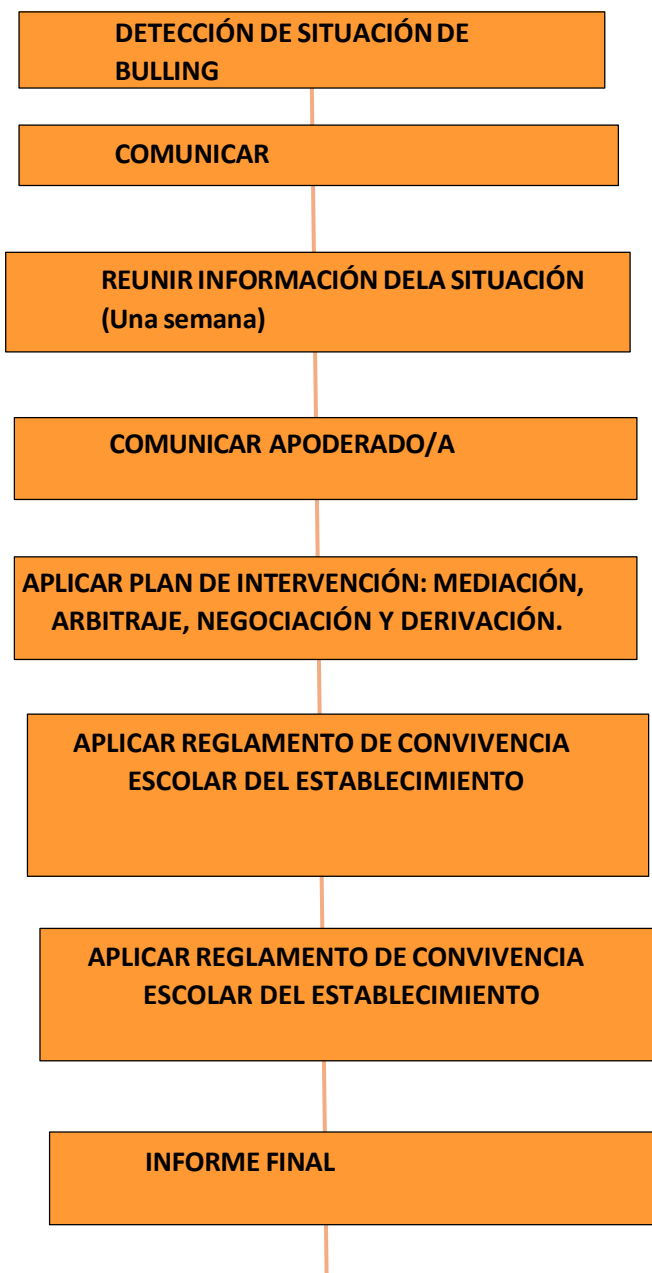 DETECCIÓN DE SITUACIÓN DE
BULLING
COMUNICAR
REUNIR INFORMACIÓN DELA SITUACIÓN
(Una semana)
COMUNICAR APODERADO/A
APLICAR PLAN DE INTERVENCIÓN: MEDIACIÓN,
ARBITRAJE, NEGOCIACIÓN Y DERIVACIÓN.
APLICAR REGLAMENTO DE CONVIVENCIA
ESCOLAR DEL ESTABLECIMIENTO
APLICAR REGLAMENTO DE CONVIVENCIA
ESCOLAR DEL ESTABLECIMIENTO
INFORME FINAL